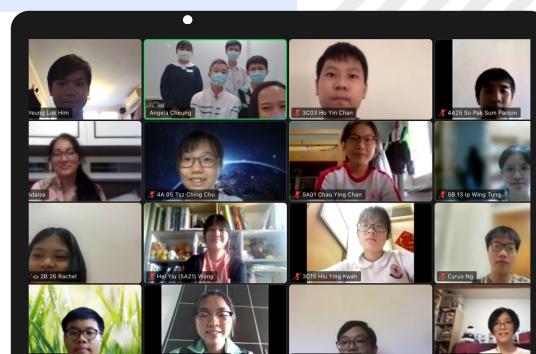 Yeung Lok Him
Angela Cheung
3C03 Ho Yin Chan
4A25 So Pak Sum Parson
Adaisa
4A 05 Tsz Ching Chu
5A01 Chau Ying Chan
5B 13 Ip Wing Tung
2B 26 Rachel
Hei Yiu (5A21) Wong
3C15 Hiu Ying Kwan
Cyrus Ng